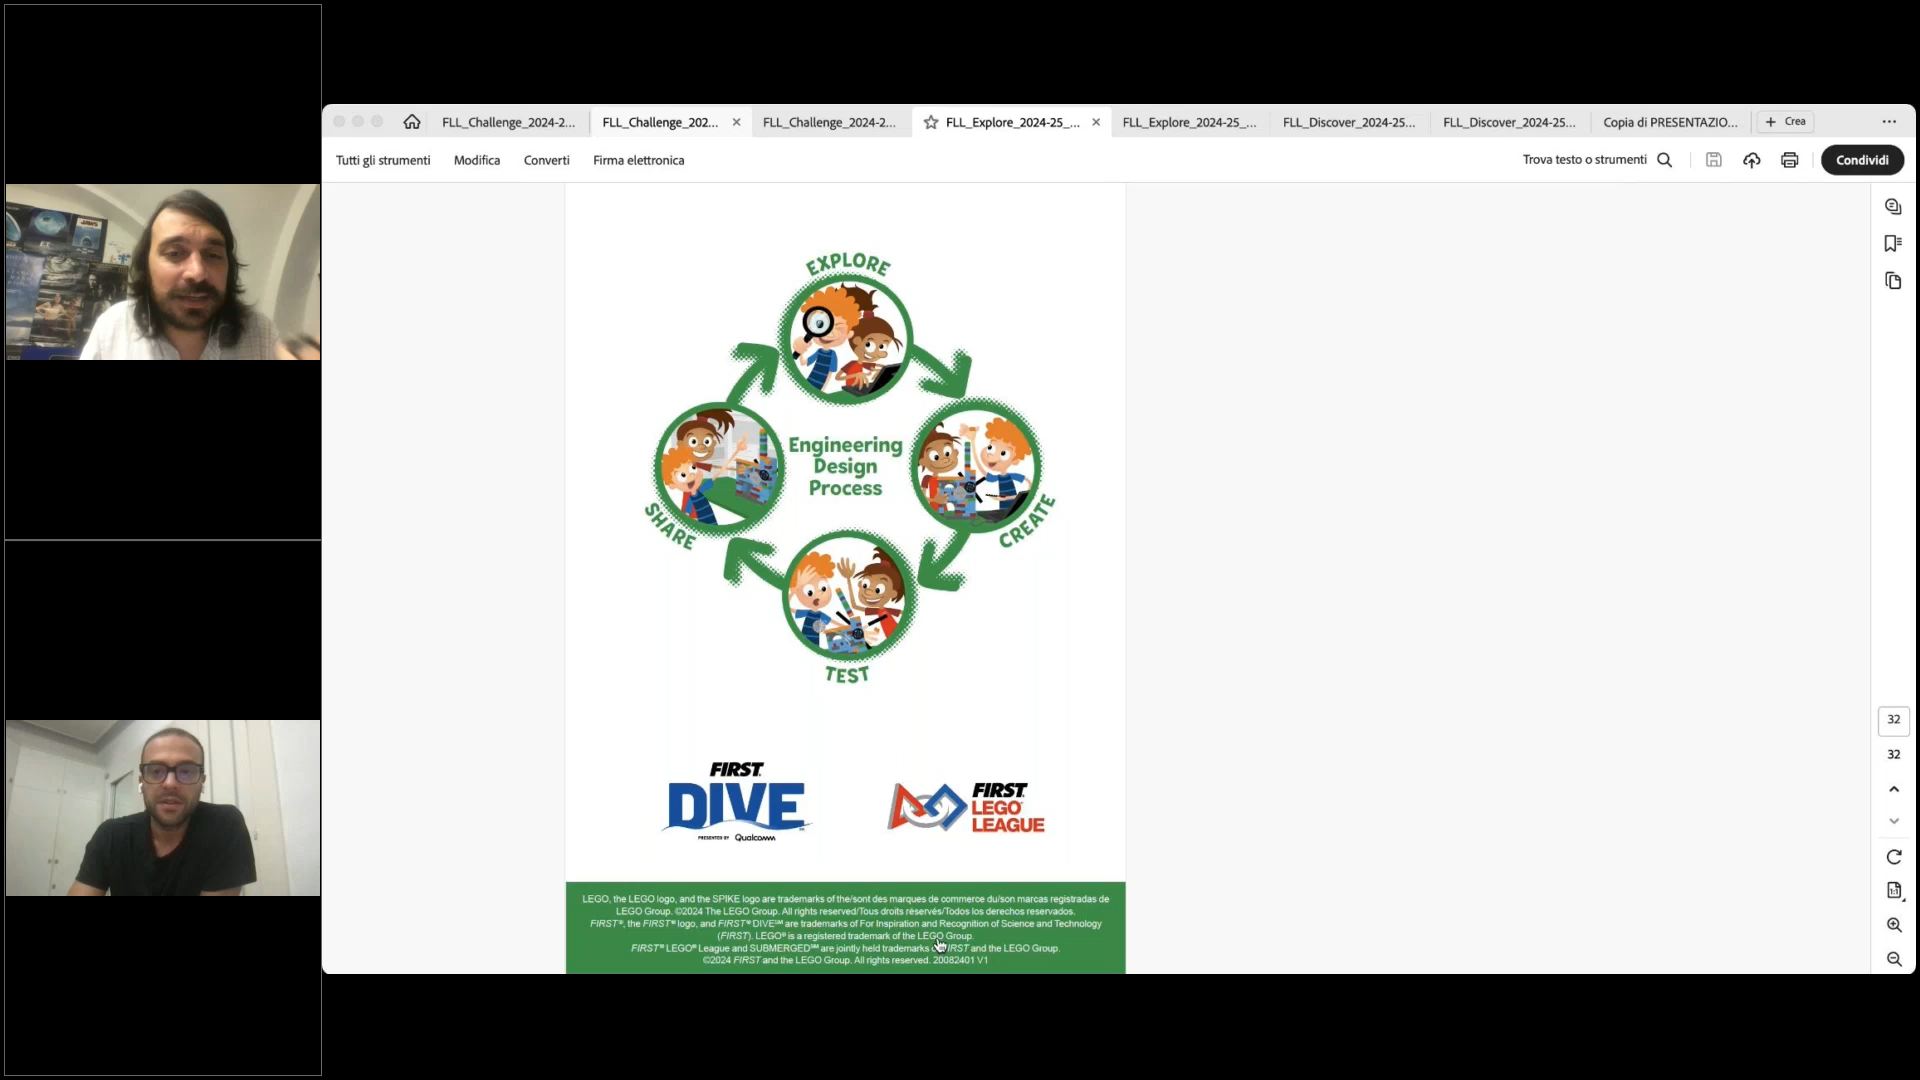 FLL_Challenge_2024-2...
FLL_Challenge_202...
FLL_Challenge_2024-2...
FLL_Explore_2024-25_...
FLL_Explore_2024-25_...
FLL_Discover_2024-25...
FLL_Discover_2024-25...
Copia di PRESENTAZIO...
Crea
Tutti gli strumenti
Modifica
Converti
Firma elettronica
Trova testo o strumenti
Condividi
EXPLORE
Engineering
Design
Process
SHARE
CREATE
TEST
FIRST
DIVE
PRESENTED BY Qualcomm
FIRST
LEGO
LEAGUE
LEGO, the LEGO logo, and the SPIKE logo are trademarks of the/sont des marques de commerce du/son marcas registradas de
LEGO Group. ©2024 The LEGO Group. All rights reserved/Tous droits réservés/Todos los derechos reservados.
FIRST®, the FIRST® logo, and FIRST® DIVE℠ are trademarks of For Inspiration and Recognition of Science and Technology
(FIRST). LEGO® is a registered trademark of the LEGO Group.
FIRST® LEGO® League and SUBMERGED℠ are jointly held trademarks FIRST and the LEGO Group.
©2024 FIRST and the LEGO Group. All rights reserved. 20082401 V1
32
32
1:1